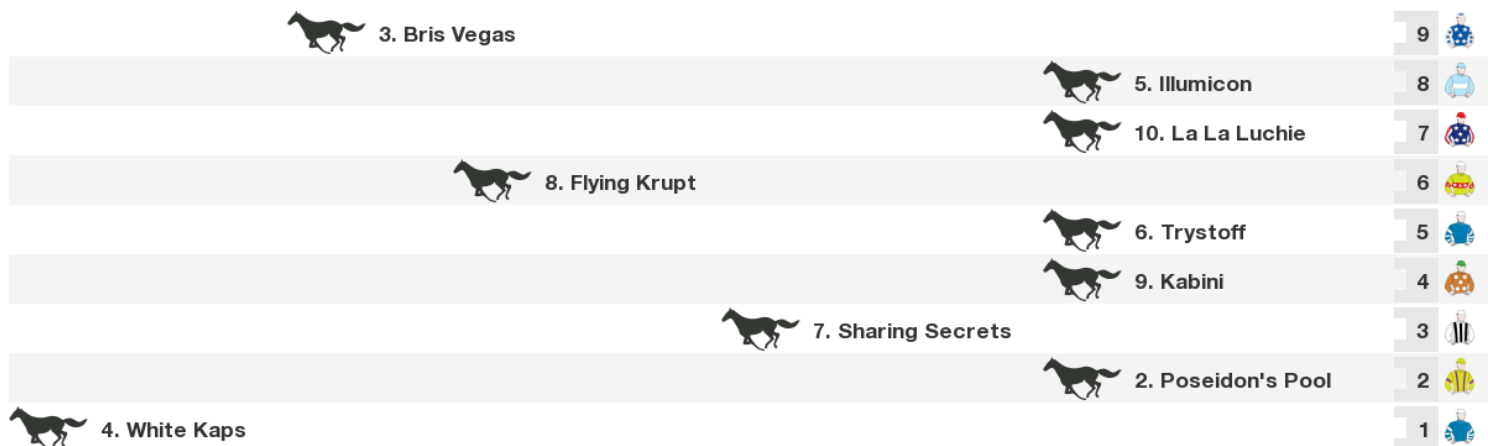 3. Bris Vegas 9
5. Illumicon 8
10. La La Luchie 7
8. Flying Krupt 6
6. Trystoff 5
9. Kabini 4
7. Sharing Secrets 3
2. Poseidon's Pool 2
4. White Kaps 1